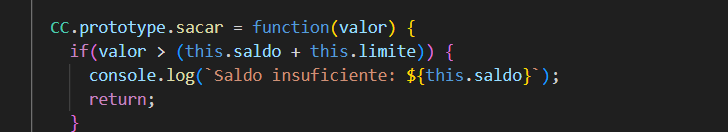 CC.prototype.sacar = function(valor) {
if(valor > (this.saldo + this.limite)) {
console.log(`Saldo insuficiente: ${this.saldo}`);
return;
}